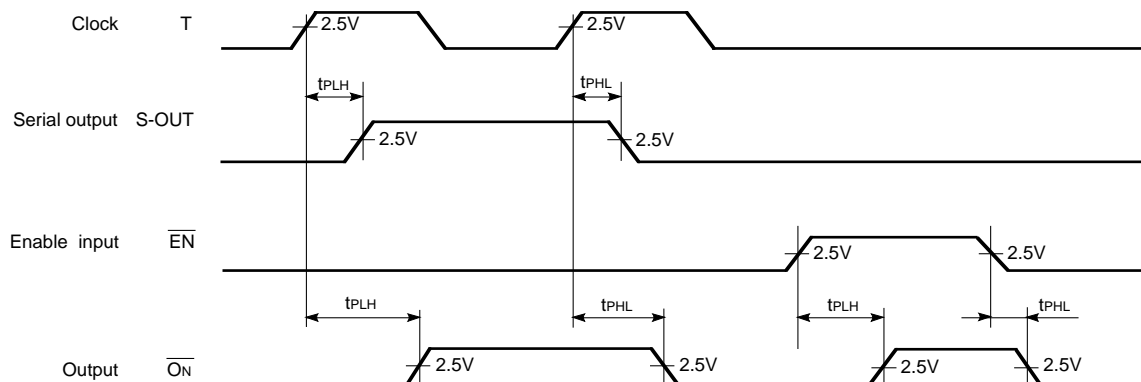 Clock T 2.5V 2.5V
tPLH tPHL
Serial output S-OUT 2.5V 2.5V
Enable input EN 2.5V 2.5V
tPLH tPHL tPLH tPHL
Output ON 2.5V 2.5V 2.5V 2.5V